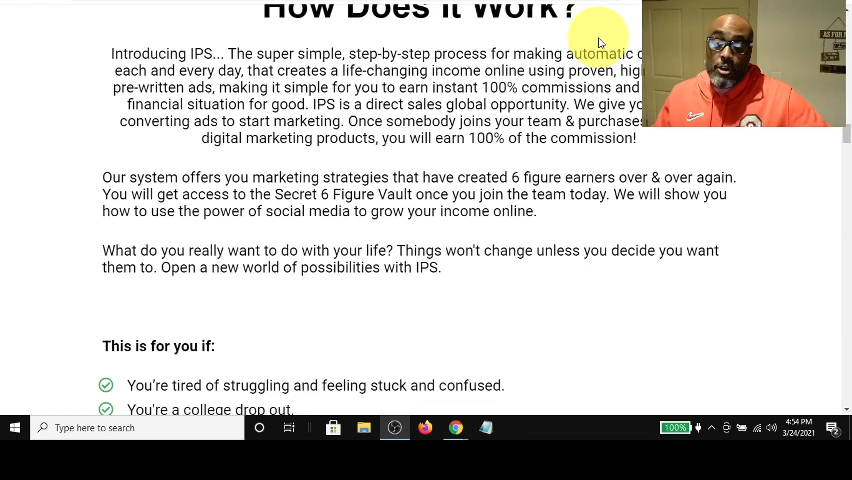 How Does It Work?
Introducing IPS... The super simple, step-by-step process for making automatic
each and every day, that creates a life-changing income online using proven,
pre-written ads, making it simple for you to earn instant 100% commissions and
financial situation for good. IPS is a direct sales global opportunity. We give
converting ads to start marketing. Once somebody joins your team & purchases
digital marketing products, you will earn 100% of the commission!
Our system offers you marketing strategies that have created 6 figure earners over & over again.
You will get access to the Secret 6 Figure Vault once you join the team today. We will show you
how to use the power of social media to grow your income online.
What do you really want to do with your life? Things won't change unless you decide you want
them to. Open a new world of possibilities with IPS.
This is for you if:
You're tired of struggling and feeling stuck and confused.
You're a college drop out.
Type here to search
100%
4:54 PM
3/24/2021
2